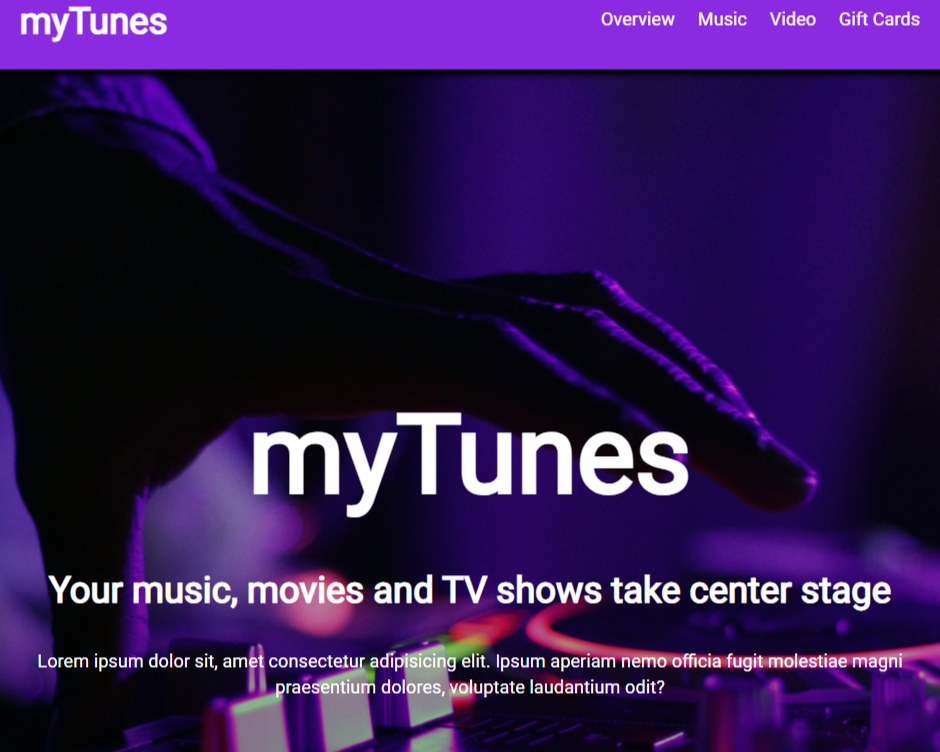 myTunes
Overview Music Video Gift Cards
myTunes
Your music, movies and TV shows take center stage
Lorem ipsum dolor sit, amet consectetur adipisicing elit. Ipsum aperiam nemo officia fugit molestiae magni
praesentium dolores, voluptate laudantium odit?